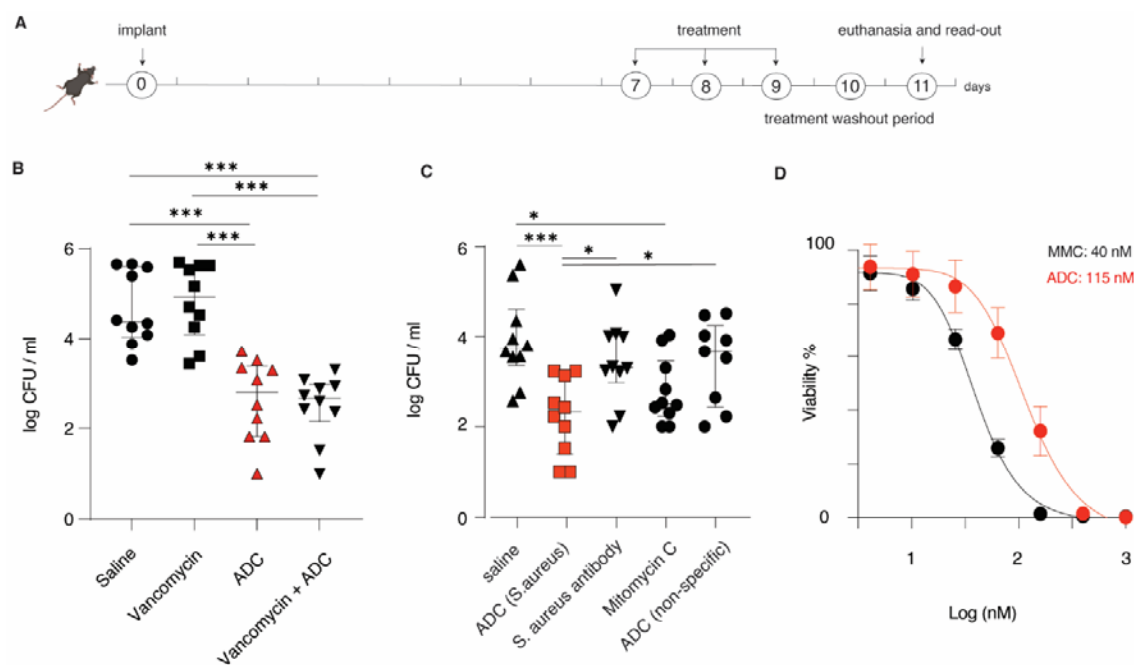 A
implant
treatment
euthanasia and read-out
0
7
8
9
10
11
days
treatment washout period
B
***
***
***
***
log CFU / ml
6
4
2
0
Saline
Vancomycin
ADC
Vancomycin + ADC
C
*
***
*
*
log CFU / ml
6
4
2
0
saline
ADC (S.aureus)
S. aureus antibody
Mitomycin C
ADC (non-specific)
D
100
MMC: 40 nM
ADC: 115 nM
Viability %
0
1
2
3
Log (nM)